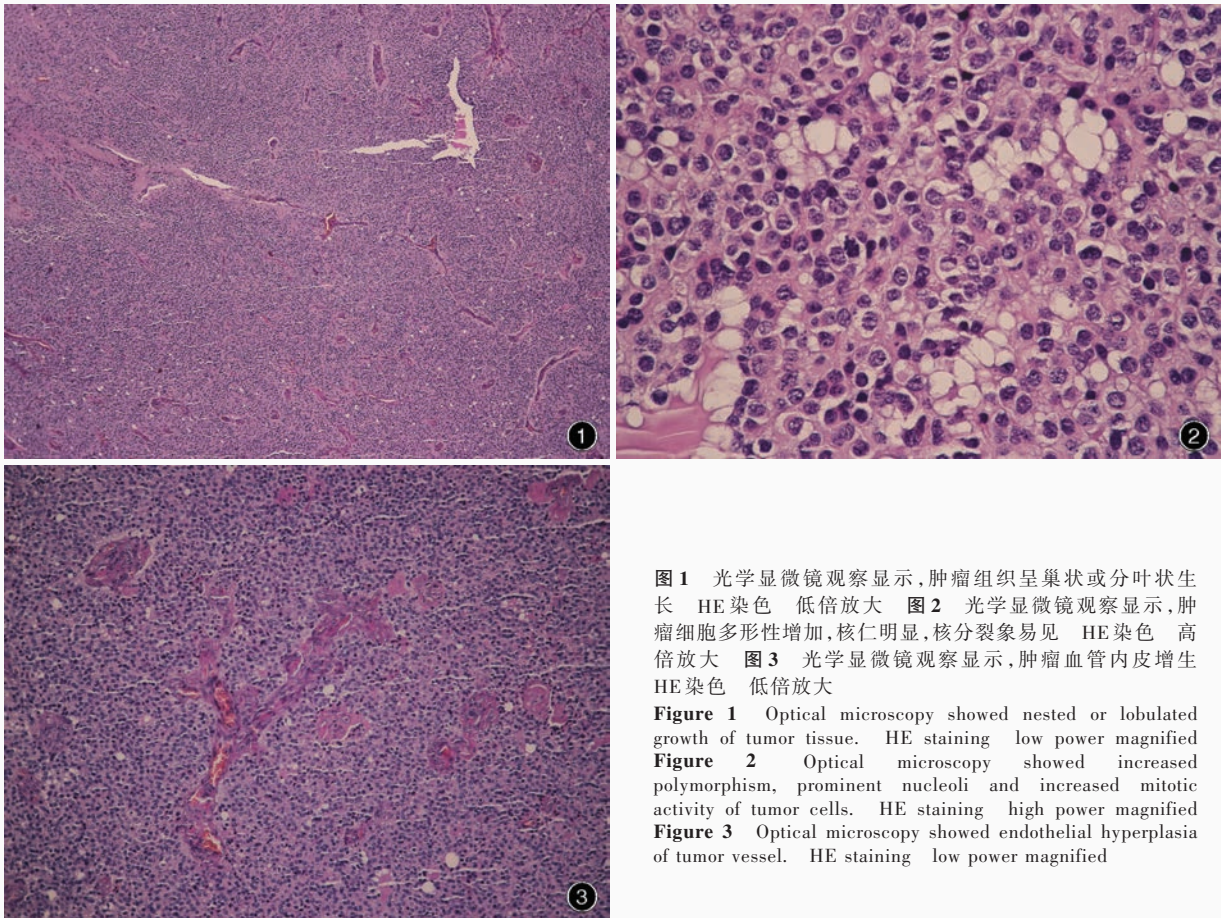 1
2
3
图1 光学显微镜观察显示,肿瘤组织呈巢状或分叶状生
长 HE染色 低倍放大 图2 光学显微镜观察显示,肿
瘤细胞多形性增加,核仁明显,核分裂象易见 HE染色 高
倍放大 图3 光学显微镜观察显示,肿瘤血管内皮增生
HE染色 低倍放大
Figure 1 Optical microscopy showed nested or lobulated
growth of tumor tissue. HE staining low power magnified
Figure 2 Optical microscopy showed increased
polymorphism, prominent nucleoli and increased mitotic
activity of tumor cells. HE staining high power magnified
Figure 3 Optical microscopy showed endothelial hyperplasia
of tumor vessel. HE staining low power magnified